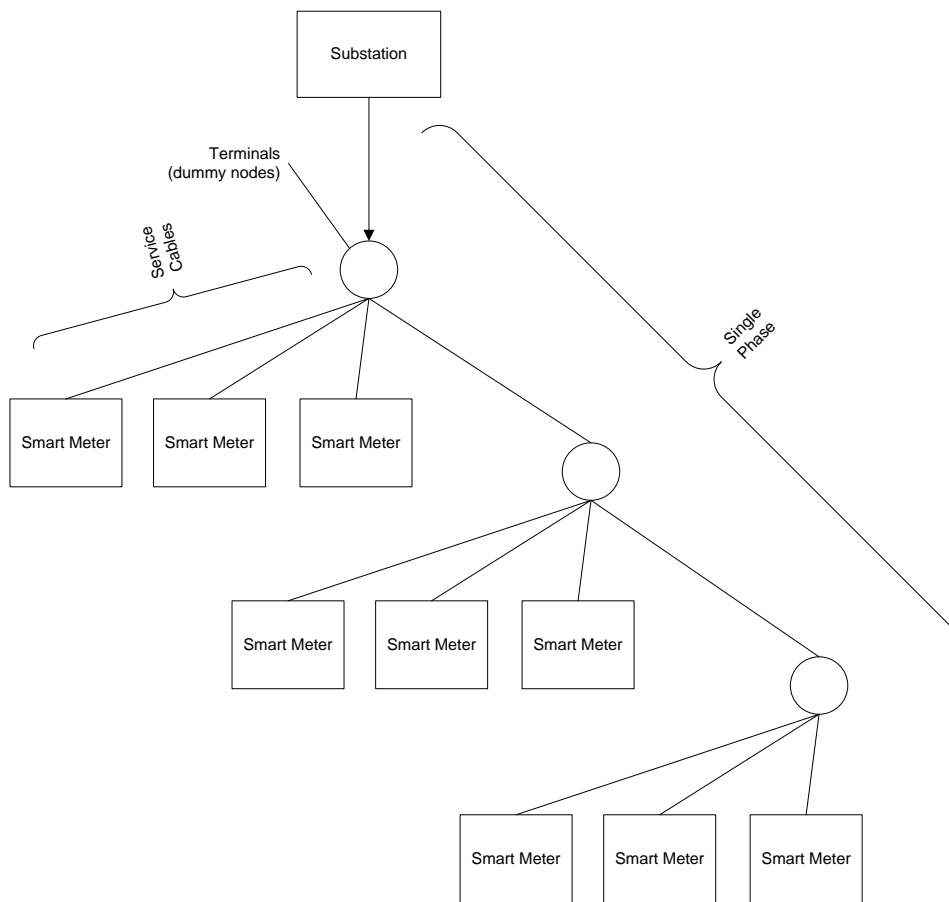 Substation
Terminals
(dummy nodes)
Service
Cables
Single
Phase
Smart Meter
Smart Meter
Smart Meter
Smart Meter
Smart Meter
Smart Meter
Smart Meter
Smart Meter
Smart Meter